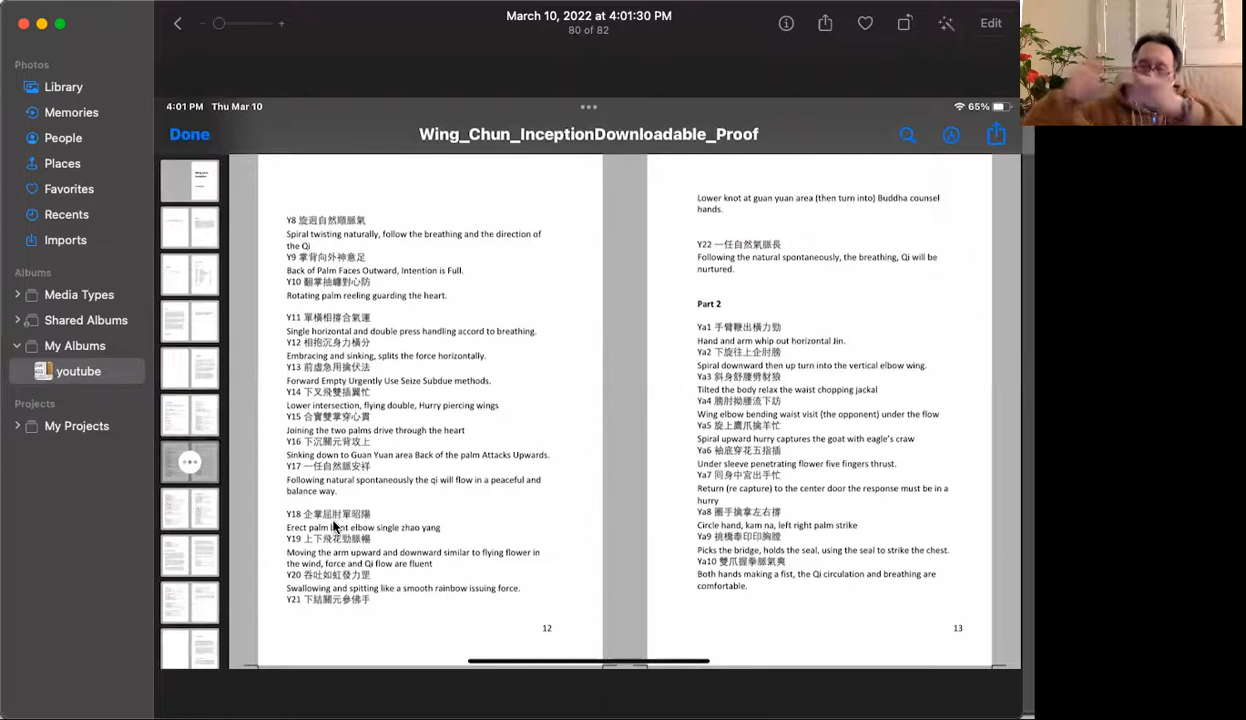 March 10, 2022 at 4:01:30 PM
80 of 82
Edit
Photos
Library
Memories
People
Places
Favorites
Recents
Imports
Albums
Media Types
Shared Albums
My Albums
youtube
Projects
My Projects
4:01 PM Thu Mar 10
65%
Done
Wing_Chun_InceptionDownloadable_Proof
Y8 旋迴自然順脈氣
Spiral twisting naturally, follow the breathing and the direction of
the Qi
Y9 掌背向外神意足
Back of Palm Faces Outward, Intention is Full.
Y10 翻掌抽纏對心防
Rotating palm reeling guarding the heart.
Y11 單橫相撐合氣運
Single horizontal and double press handling accord to breathing.
Y12 相抱沉身力橫分
Embracing and sinking, splits the force horizontally.
Y13 前虛急用擒伏法
Forward Empty Urgently Use Seize Subdue methods.
Y14 下叉飛雙插翼忙
Lower intersection, flying double, Hurry piercing wings
Y15 合實雙掌穿心貫
Joining the two palms drive through the heart
Y16 下沉關元背攻上
Sinking down to Guan Yuan area Back of the palm Attacks Upwards.
Y17 一任自然脈安祥
Following natural spontaneously the qi will flow in a peaceful and
balance way.
Y18 企掌屈肘單昭陽
Erect palm bent elbow single zhao yang
Y19 上下飛花勁脈暢
Moving the arm upward and downward similar to flying flower in
the wind, force and Qi flow are fluent
Y20 吞吐如虹發力罡
Swallowing and spitting like a smooth rainbow issuing force.
Y21 下結關元參佛手
12
Lower knot at guan yuan area (then turn into) Buddha counsel
hands.
Y22 一任自然氣脈長
Following the natural spontaneously, the breathing, Qi will be
nurtured.
Part 2
Ya1 手臂鞭出橫力勁
Hand and arm whip out horizontal Jin.
Ya2 下旋往上企肘膀
Spiral downward then up turn into the vertical elbow wing.
Ya3 斜身舒腰劈豺狼
Tilted the body relax the waist chopping jackal
Ya4 膀肘拗腰流下訪
Wing elbow bending waist visit (the opponent) under the flow
Ya5 旋上鷹爪擒羊忙
Spiral upward hurry captures the goat with eagle's craw
Ya6 袖底穿花五指插
Under sleeve penetrating flower five fingers thrust.
Ya7 同身中宮出手忙
Return (re capture) to the center door the response must be in a
hurry
Ya8 圈手擒拿左右撐
Circle hand, kam na, left right palm strike
Ya9 挑橋奉印印胸膛
Picks the bridge, holds the seal, using the seal to strike the chest.
Ya10 雙爪握拳脈氣爽
Both hands making a fist, the Qi circulation and breathing are
comfortable.
13